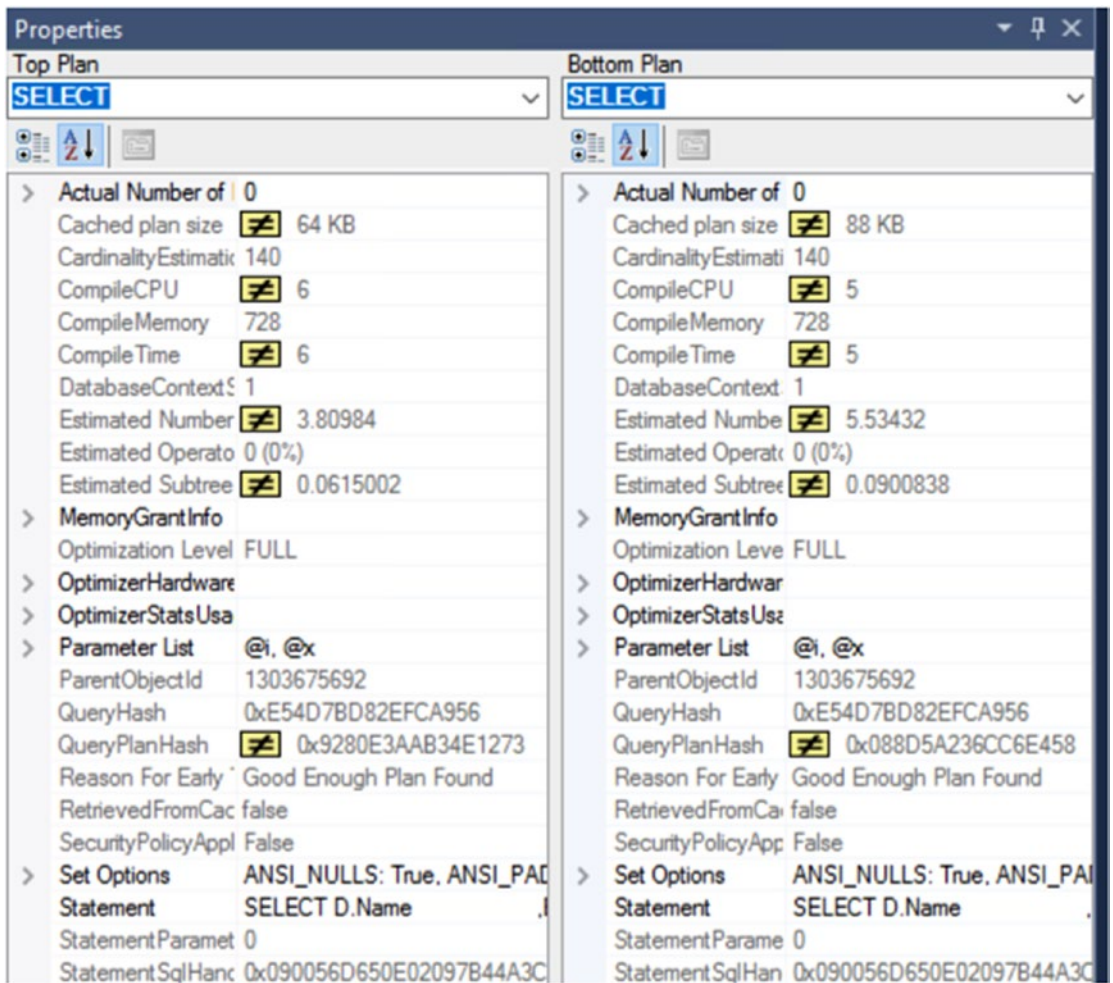 Properties
Top Plan
SELECT
Actual Number of 0
Cached plan size ≠ 64 KB
CardinalityEstimatic 140
CompileCPU ≠ 6
CompileMemory 728
CompileTime ≠ 6
DatabaseContextS 1
Estimated Number ≠ 3.80984
Estimated Operato 0 (0%)
Estimated Subtree ≠ 0.0615002
MemoryGrantInfo
Optimization Level FULL
OptimizerHardware
OptimizerStatsUsa
Parameter List @i, @x
ParentObjectId 1303675692
QueryHash 0xE54D7BD82EFCA956
QueryPlanHash ≠ 0x9280E3AAB34E1273
Reason For Early Good Enough Plan Found
RetrievedFromCac false
SecurityPolicyAppl False
Set Options ANSI_NULLS: True, ANSI_PAD
Statement SELECT D.Name ,
StatementParamet 0
StatementSqlHanc 0x090056D650E02097B44A3C
Bottom Plan
SELECT
Actual Number of 0
Cached plan size ≠ 88 KB
CardinalityEstimati 140
CompileCPU ≠ 5
CompileMemory 728
CompileTime ≠ 5
DatabaseContext 1
Estimated Numbe ≠ 5.53432
Estimated Operatc 0 (0%)
Estimated Subtree ≠ 0.0900838
MemoryGrantInfo
Optimization Leve FULL
OptimizerHardwar
OptimizerStatsUsa
Parameter List @i, @x
ParentObjectId 1303675692
QueryHash 0xE54D7BD82EFCA956
QueryPlanHash ≠ 0x088D5A236CC6E458
Reason For Early Good Enough Plan Found
RetrievedFromCa false
SecurityPolicyApp False
Set Options ANSI_NULLS: True, ANSI_PAI
Statement SELECT D.Name ,
StatementParame 0
StatementSqlHan 0x090056D650E02097B44A3C